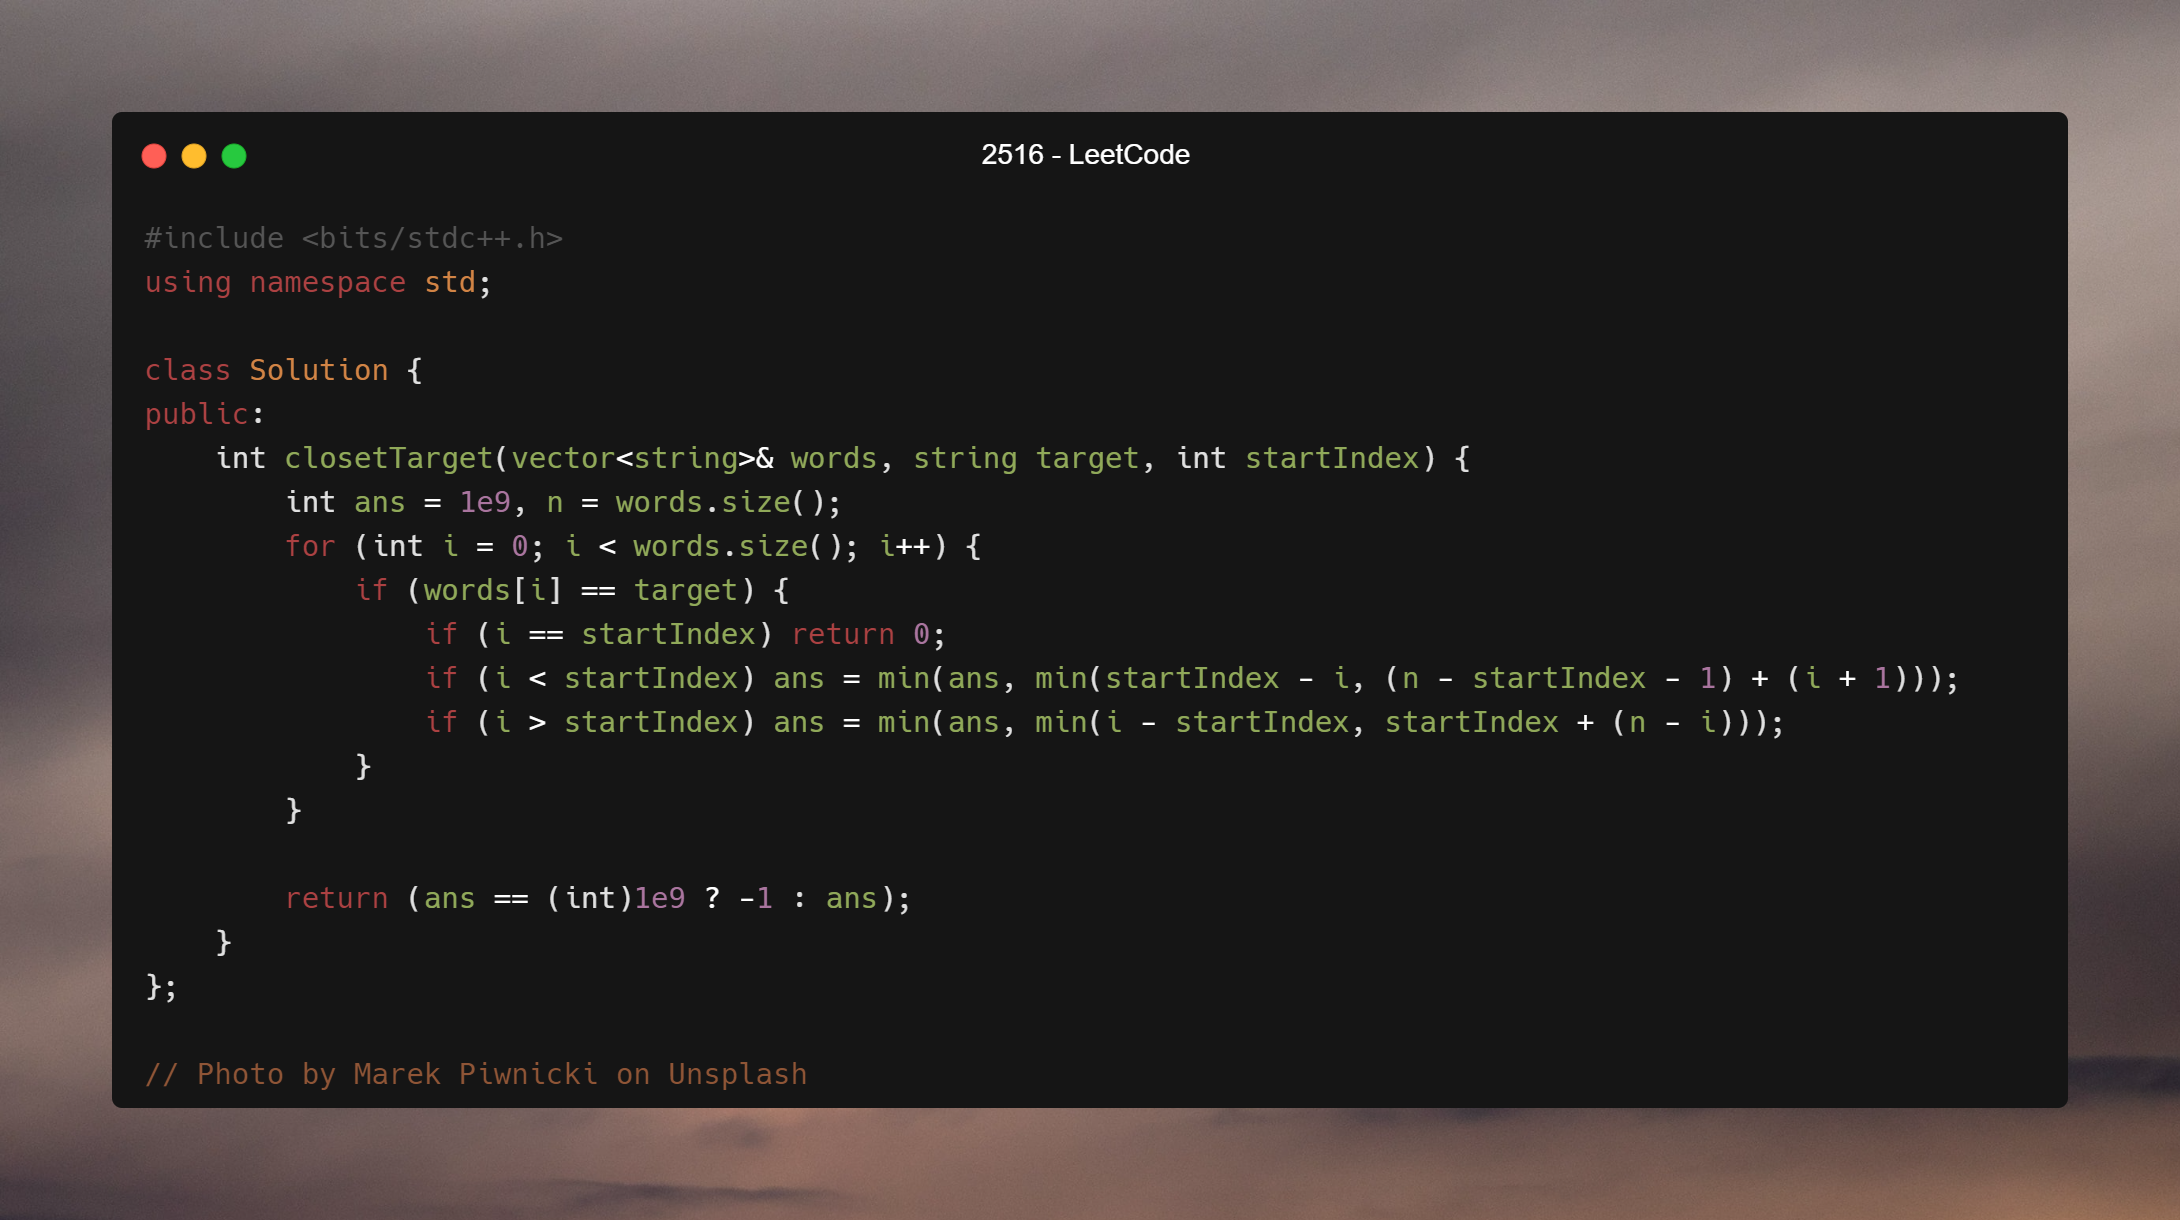 2516 - LeetCode
#include <bits/stdc++.h>
using namespace std;
class Solution {
public:
    int closetTarget(vector<string>& words, string target, int startIndex) {
        int ans = 1e9, n = words.size();
        for (int i = 0; i < words.size(); i++) {
            if (words[i] == target) {
                if (i == startIndex) return 0;
                if (i < startIndex) ans = min(ans, min(startIndex - i, (n - startIndex - 1) + (i + 1)));
                if (i > startIndex) ans = min(ans, min(i - startIndex, startIndex + (n - i)));
            }
        }
        return (ans == (int)1e9 ? -1 : ans);
    }
};
// Photo by Marek Piwnicki on Unsplash